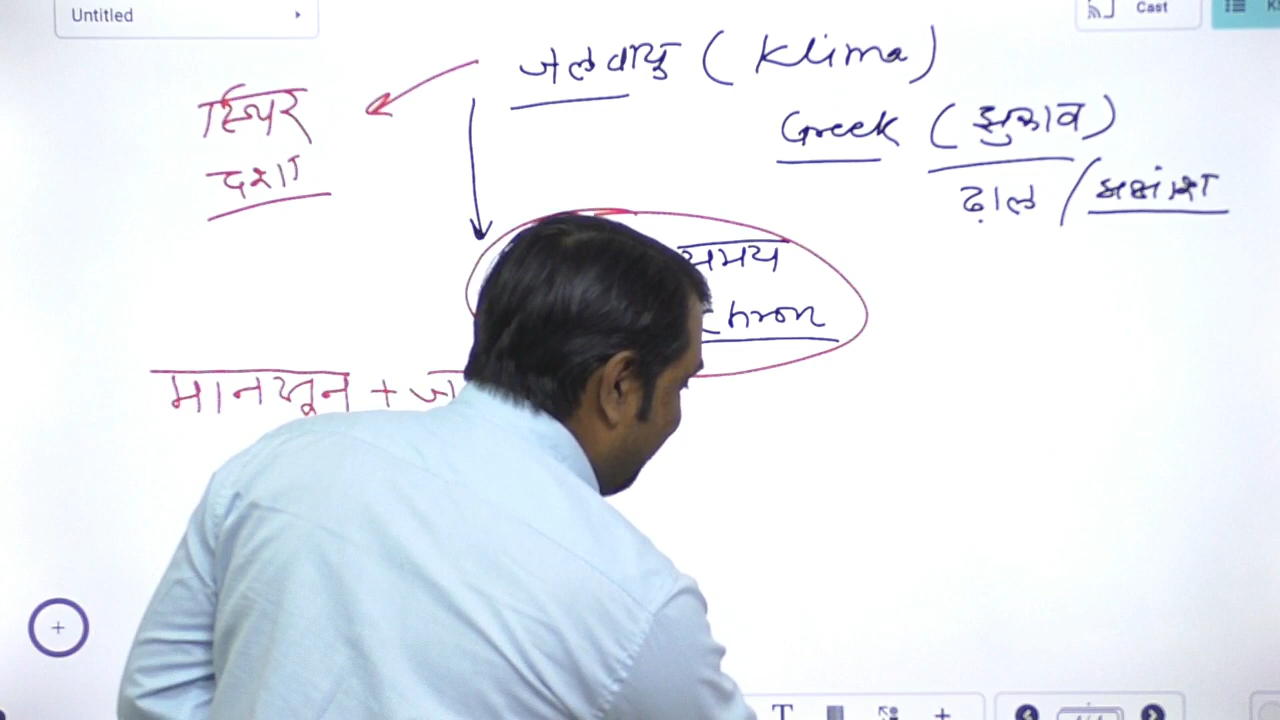 Untitled
Cast
जलवायु ( Klima )
स्थिर
दशा
Greek ( झुकाव )
ढ़ाल / अक्षांश
समय
chron
मानसून +
T
+
+